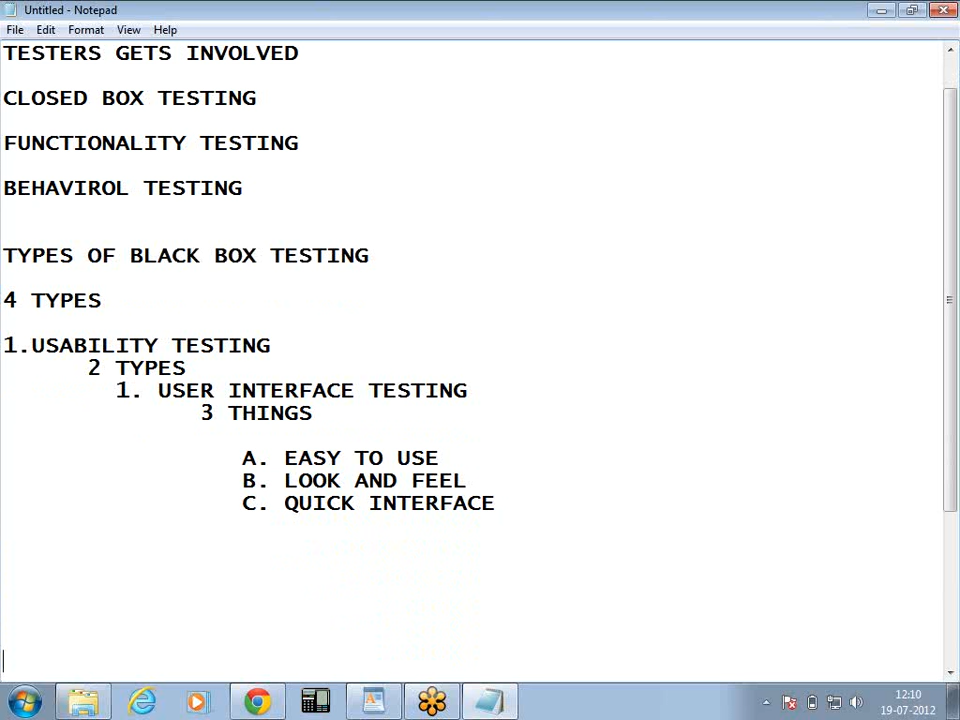 Untitled - Notepad
File Edit Format View Help
TESTERS GETS INVOLVED
CLOSED BOX TESTING
FUNCTIONALITY TESTING
BEHAVIROL TESTING
TYPES OF BLACK BOX TESTING
4 TYPES
1.USABILITY TESTING
2 TYPES
1. USER INTERFACE TESTING
3 THINGS
A. EASY TO USE
B. LOOK AND FEEL
C. QUICK INTERFACE
12:10
19-07-2012